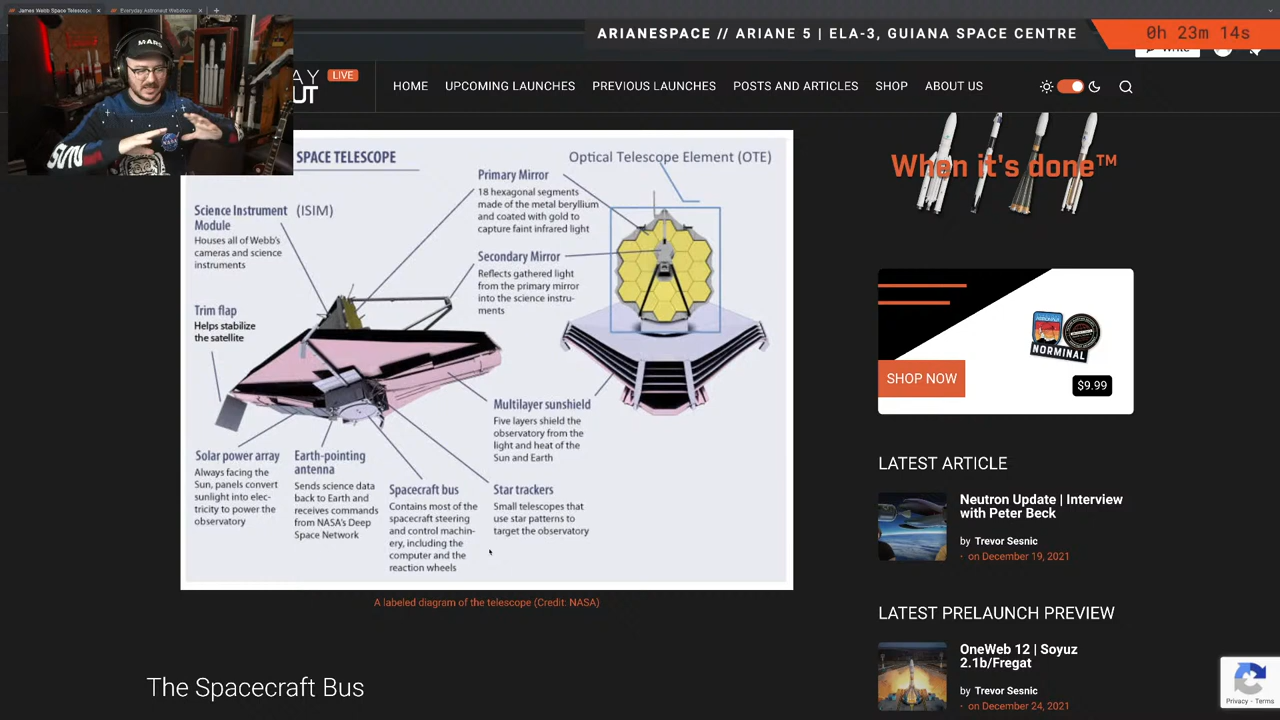 James Webb Space Telescope
Everyday Astronaut Webstore
ARIANESPACE // ARIANE 5 | ELA-3, GUIANA SPACE CENTRE
0h 23m 14s
MARS
LIVE
HOME
UPCOMING LAUNCHES
PREVIOUS LAUNCHES
POSTS AND ARTICLES
SHOP
ABOUT US
Write
SPACE TELESCOPE
Optical Telescope Element (OTE)
Primary Mirror
18 hexagonal segments
made of the metal beryllium
and coated with gold to
capture faint infrared light
Science Instrument (ISIM)
Module
Houses all of Webb's
cameras and science
instruments
Secondary Mirror
Reflects gathered light
from the primary mirror
into the science instru-
ments
Trim flap
Helps stabilize
the satellite
Multilayer sunshield
Five layers shield the
observatory from the
light and heat of the
Sun and Earth
Solar power array
Always facing the
Sun, panels convert
sunlight into elec-
tricity to power the
observatory
Earth-pointing
antenna
Sends science data
back to Earth and
receives commands
from NASA's Deep
Space Network
Spacecraft bus
Contains most of the
spacecraft steering
and control machin-
ery, including the
computer and the
reaction wheels
Star trackers
Small telescopes that
use star patterns to
target the observatory
A labeled diagram of the telescope (Credit: NASA)
The Spacecraft Bus
When it's done™
NORMINAL
SHOP NOW
$9.99
LATEST ARTICLE
Neutron Update | Interview
with Peter Beck
by Trevor Sesnic
- on December 19, 2021
LATEST PRELAUNCH PREVIEW
OneWeb 12 | Soyuz
2.1b/Fregat
by Trevor Sesnic
- on December 24, 2021
Privacy - Terms